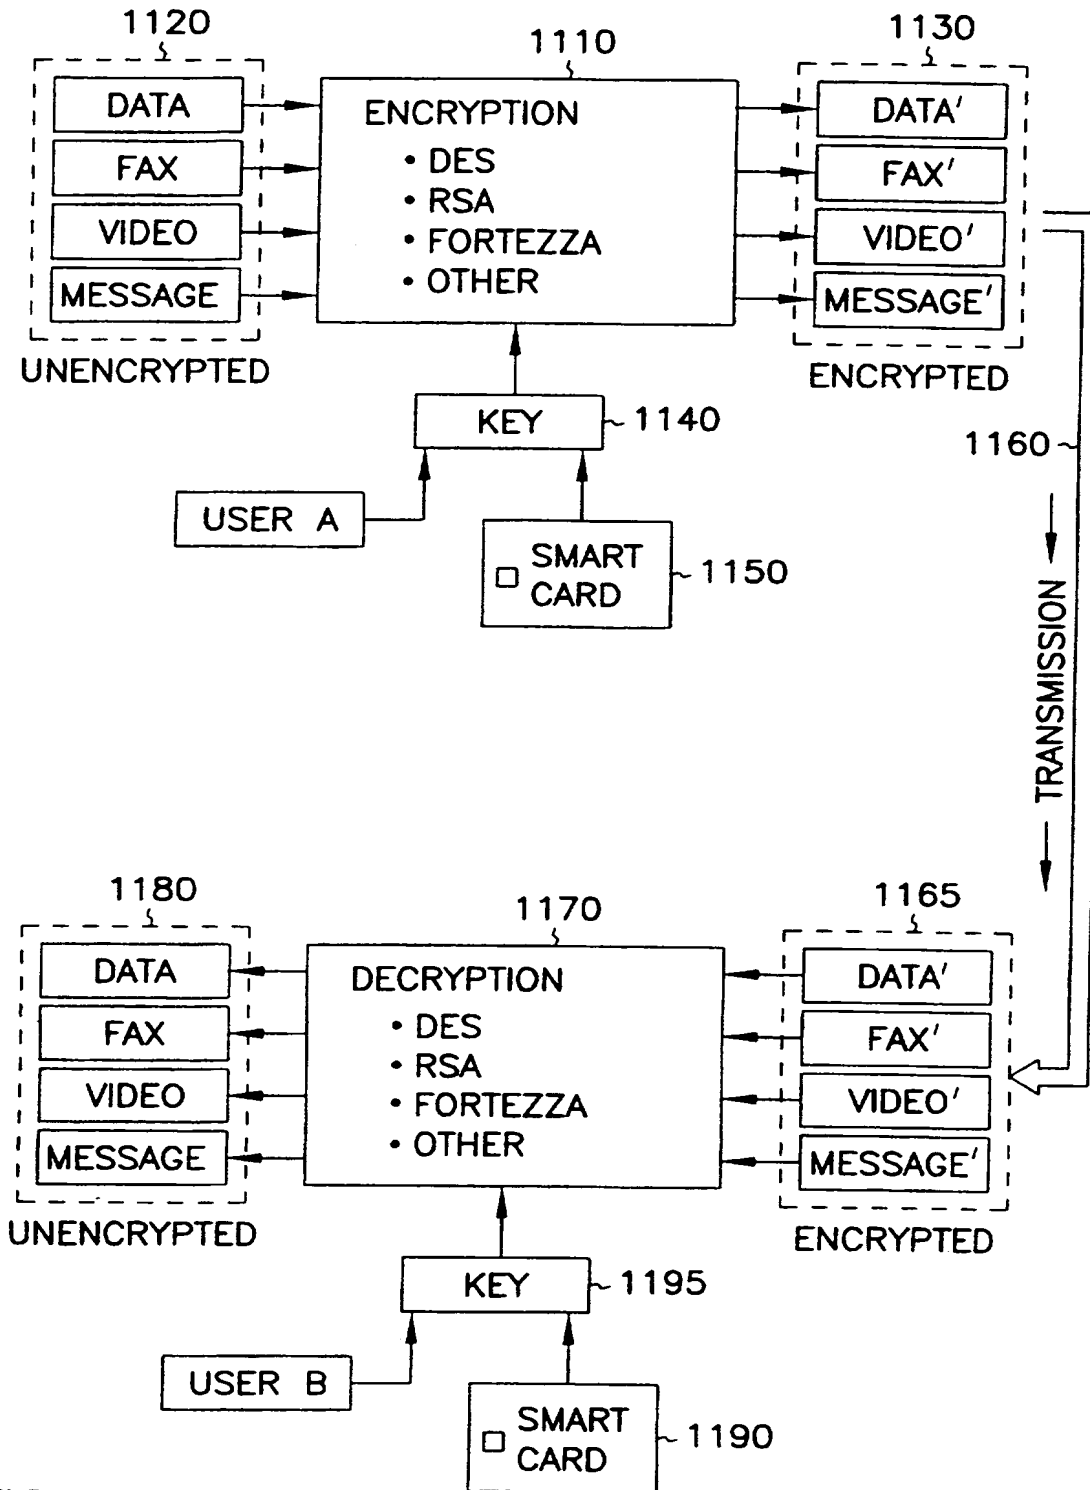 1120
1110
1130
DATA
FAX
VIDEO
MESSAGE
UNENCRYPTED
ENCRYPTION
• DES
• RSA
• FORTEZZA
• OTHER
DATA'
FAX'
VIDEO'
MESSAGE'
ENCRYPTED
KEY
1140
USER A
SMART
CARD
1150
1160
TRANSMISSION
1180
1170
1165
DATA
FAX
VIDEO
MESSAGE
UNENCRYPTED
DECRYPTION
• DES
• RSA
• FORTEZZA
• OTHER
DATA'
FAX'
VIDEO'
MESSAGE'
ENCRYPTED
KEY
1195
USER B
SMART
CARD
1190